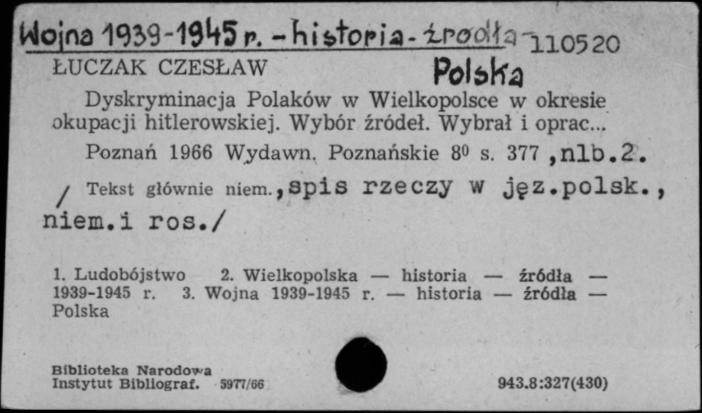 Wojna 1939-1945 r. - historia - źródła - 110520
Polska
ŁUCZAK CZESŁAW
Dyskryminacja Polaków w Wielkopolsce w okresie
okupacji hitlerowskiej. Wybór źródeł. Wybrał i oprac...
Poznań 1966 Wydawn. Poznańskie 8⁰ s. 377 ,nlb.2.
/ Tekst głównie niem.,spis rzeczy w jęz.polsk.,
niem.i ros./
1. Ludobójstwo 2. Wielkopolska — historia — źródła —
1939-1945 r. 3. Wojna 1939-1945 r. — historia — źródła —
Polska
Biblioteka Narodowa
Instytut Bibliograf. 5977/66
943.8:327(430)